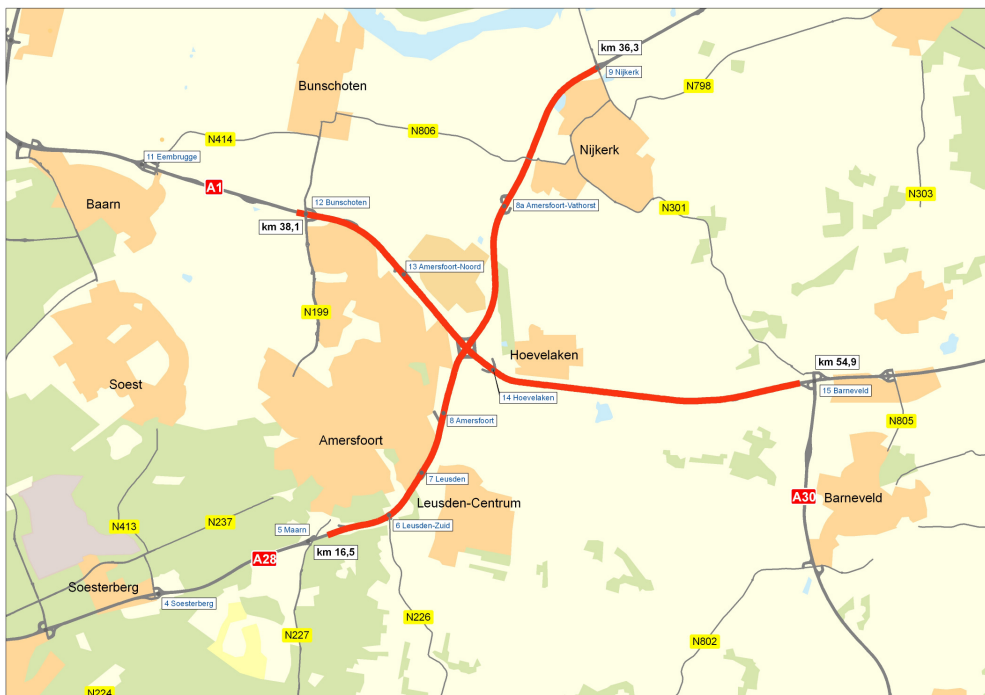 km 36,3
9 Nijkerk
N798
Bunschoten
N806
N414
Nijkerk
11 Eembrugge
A1
N303
Baarn
12 Bunschoten
8a Amersfoort-Vathorst
N301
km 38,1
13 Amersfoort-Noord
N199
Hoevelaken
km 54,9
Soest
14 Hoevelaken
15 Barneveld
8 Amersfoort
N805
Amersfoort
7 Leusden
A30
Barneveld
Leusden-Centrum
N413
N237
5 Maarn
6 Leusden-Zuid
A28
km 16,5
Soesterberg
4 Soesterberg
N226
N227
N802
N224